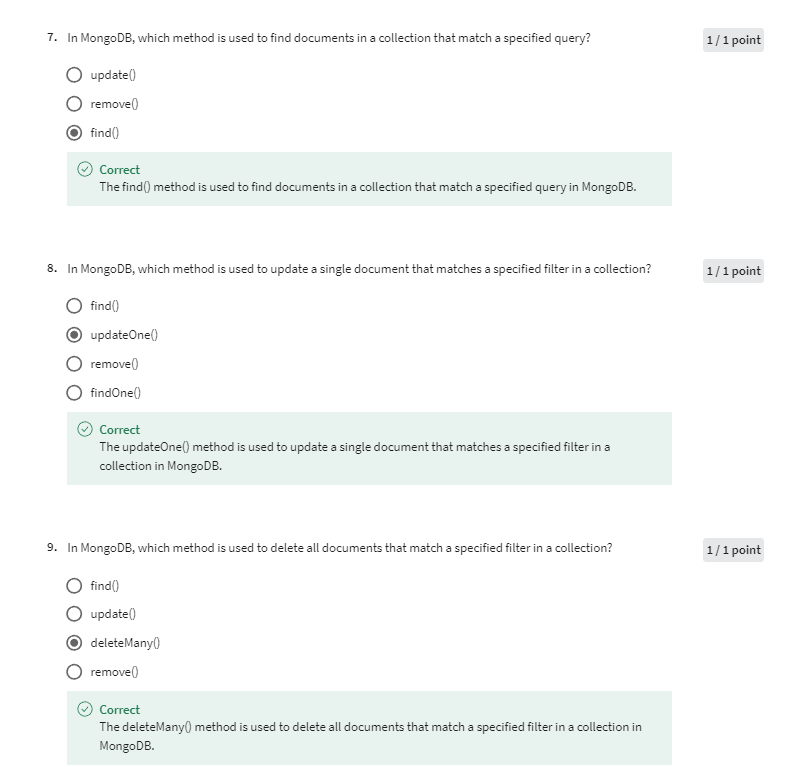 7. In MongoDB, which method is used to find documents in a collection that match a specified query?
1 / 1 point
update()
remove()
find()
Correct
The find() method is used to find documents in a collection that match a specified query in MongoDB.
8. In MongoDB, which method is used to update a single document that matches a specified filter in a collection?
1 / 1 point
find()
updateOne()
remove()
findOne()
Correct
The updateOne() method is used to update a single document that matches a specified filter in a
collection in MongoDB.
9. In MongoDB, which method is used to delete all documents that match a specified filter in a collection?
1 / 1 point
find()
update()
deleteMany()
remove()
Correct
The deleteMany() method is used to delete all documents that match a specified filter in a collection in
MongoDB.